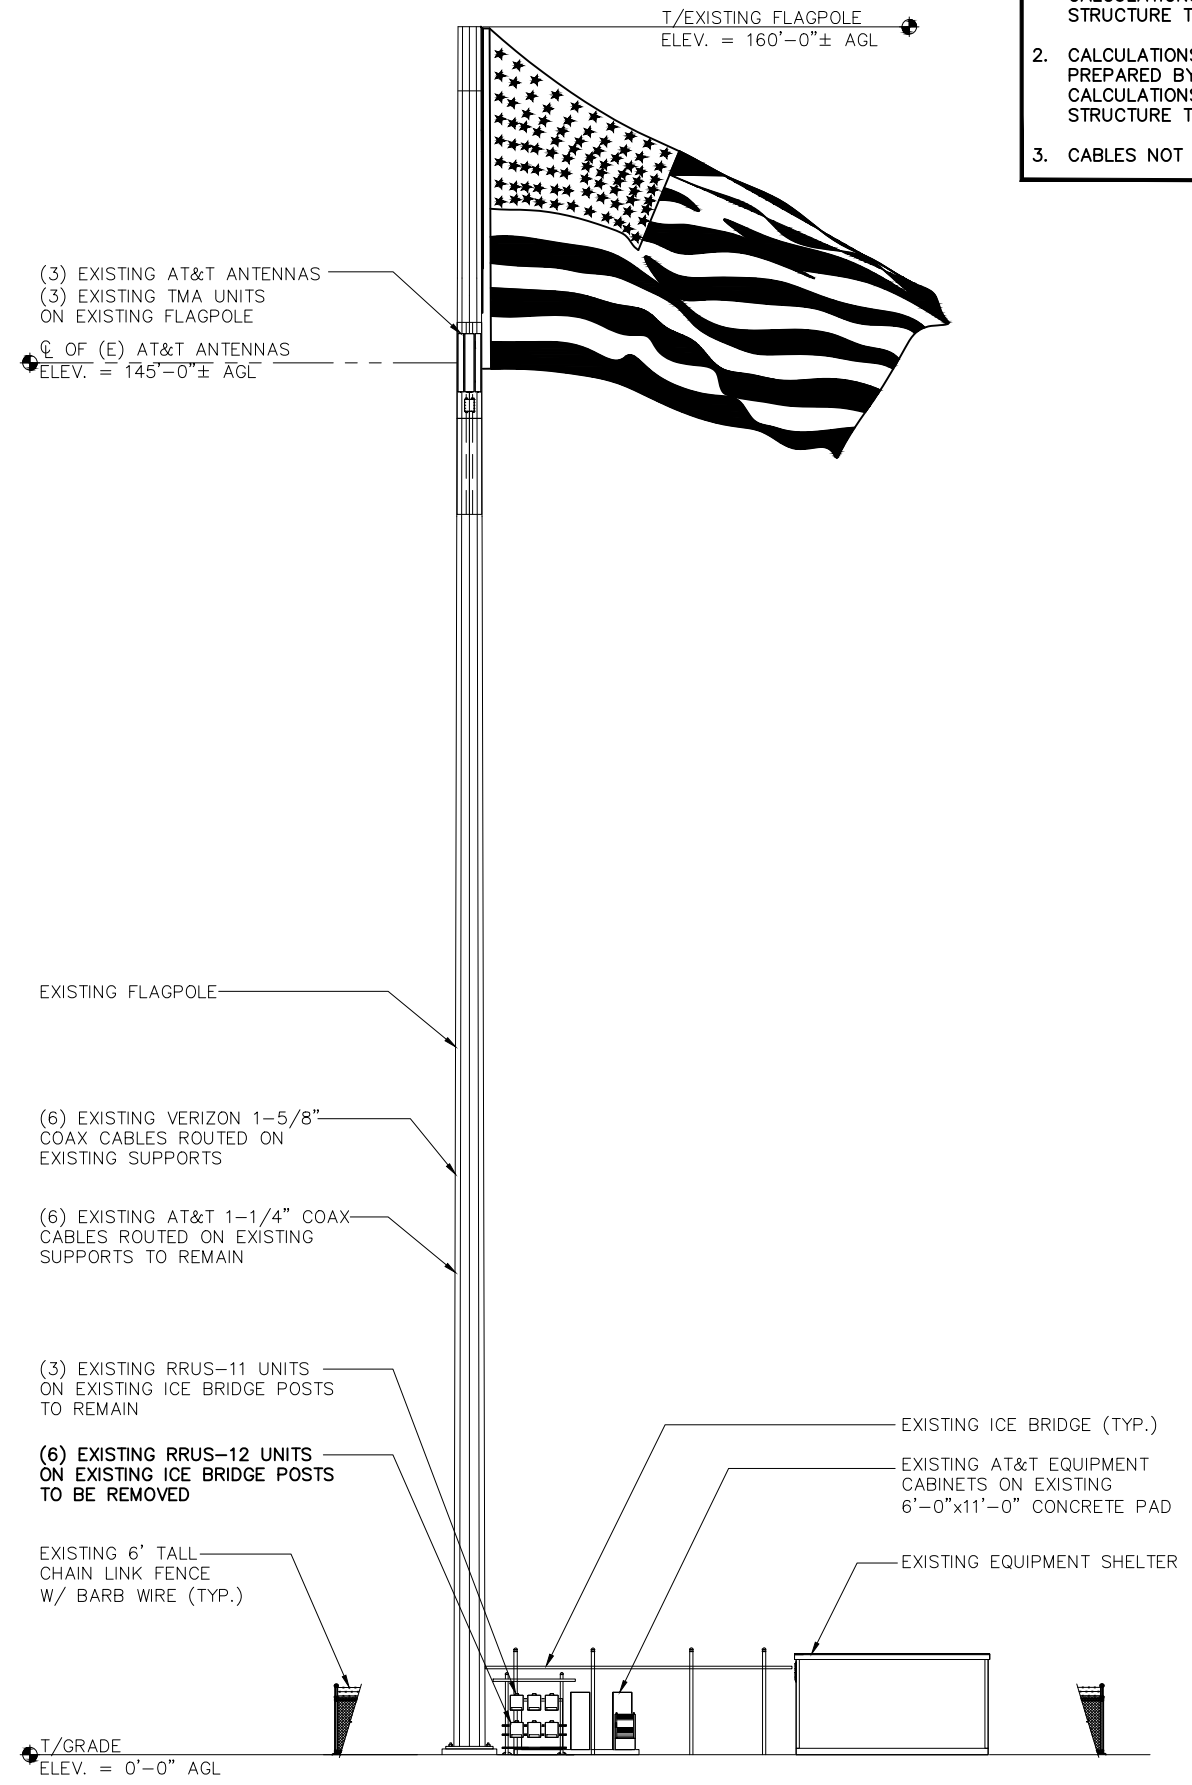 T/EXISTING FLAGPOLE
ELEV. = 160'-0"± AGL
STRUCTURE T
2. CALCULATIONS
PREPARED BY
CALCULATIONS
STRUCTURE T
3. CABLES NOT
(3) EXISTING AT&T ANTENNAS
(3) EXISTING TMA UNITS
ON EXISTING FLAGPOLE
℄ OF (E) AT&T ANTENNAS
ELEV. = 145'-0"± AGL
EXISTING FLAGPOLE
(6) EXISTING VERIZON 1-5/8"
COAX CABLES ROUTED ON
EXISTING SUPPORTS
(6) EXISTING AT&T 1-1/4" COAX
CABLES ROUTED ON EXISTING
SUPPORTS TO REMAIN
(3) EXISTING RRUS-11 UNITS
ON EXISTING ICE BRIDGE POSTS
TO REMAIN
(6) EXISTING RRUS-12 UNITS
ON EXISTING ICE BRIDGE POSTS
TO BE REMOVED
EXISTING 6' TALL
CHAIN LINK FENCE
W/ BARB WIRE (TYP.)
EXISTING ICE BRIDGE (TYP.)
EXISTING AT&T EQUIPMENT
CABINETS ON EXISTING
6'-0"x11'-0" CONCRETE PAD
EXISTING EQUIPMENT SHELTER
T/GRADE
ELEV. = 0'-0" AGL